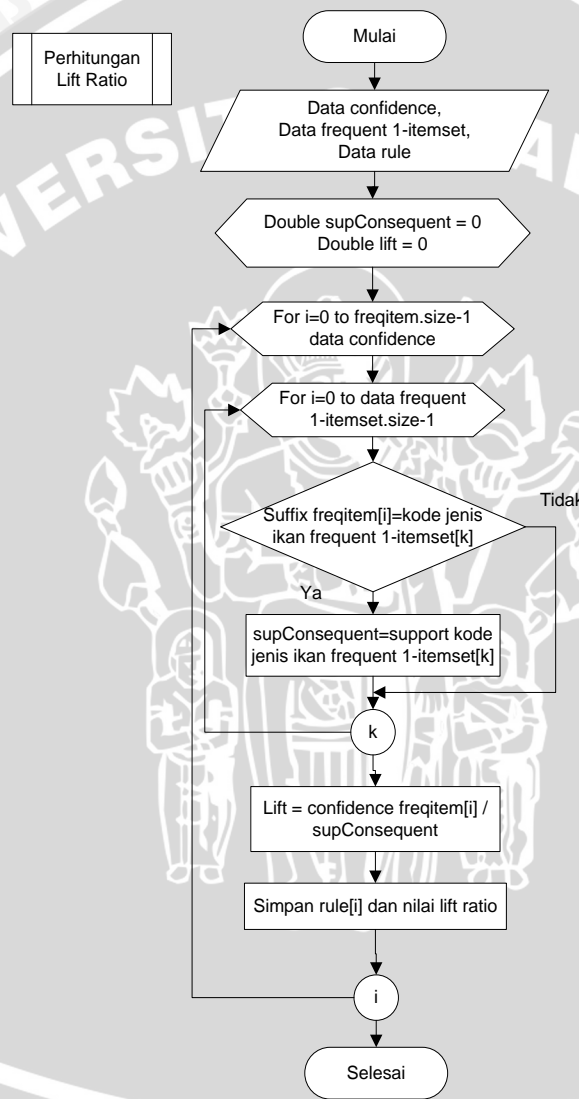 Perhitungan
Lift Ratio
Mulai
Data confidence,
Data frequent 1-itemset,
Data rule
Double supConsequent = 0
Double lift = 0
For i=0 to freqitem.size-1
data confidence
For i=0 to data frequent
1-itemset.size-1
Suffix freqitem[i]=kode jenis
ikan frequent 1-itemset[k]
Tidak
Ya
supConsequent=support kode
jenis ikan frequent 1-itemset[k]
k
Lift = confidence freqitem[i] /
supConsequent
Simpan rule[i] dan nilai lift ratio
i
Selesai